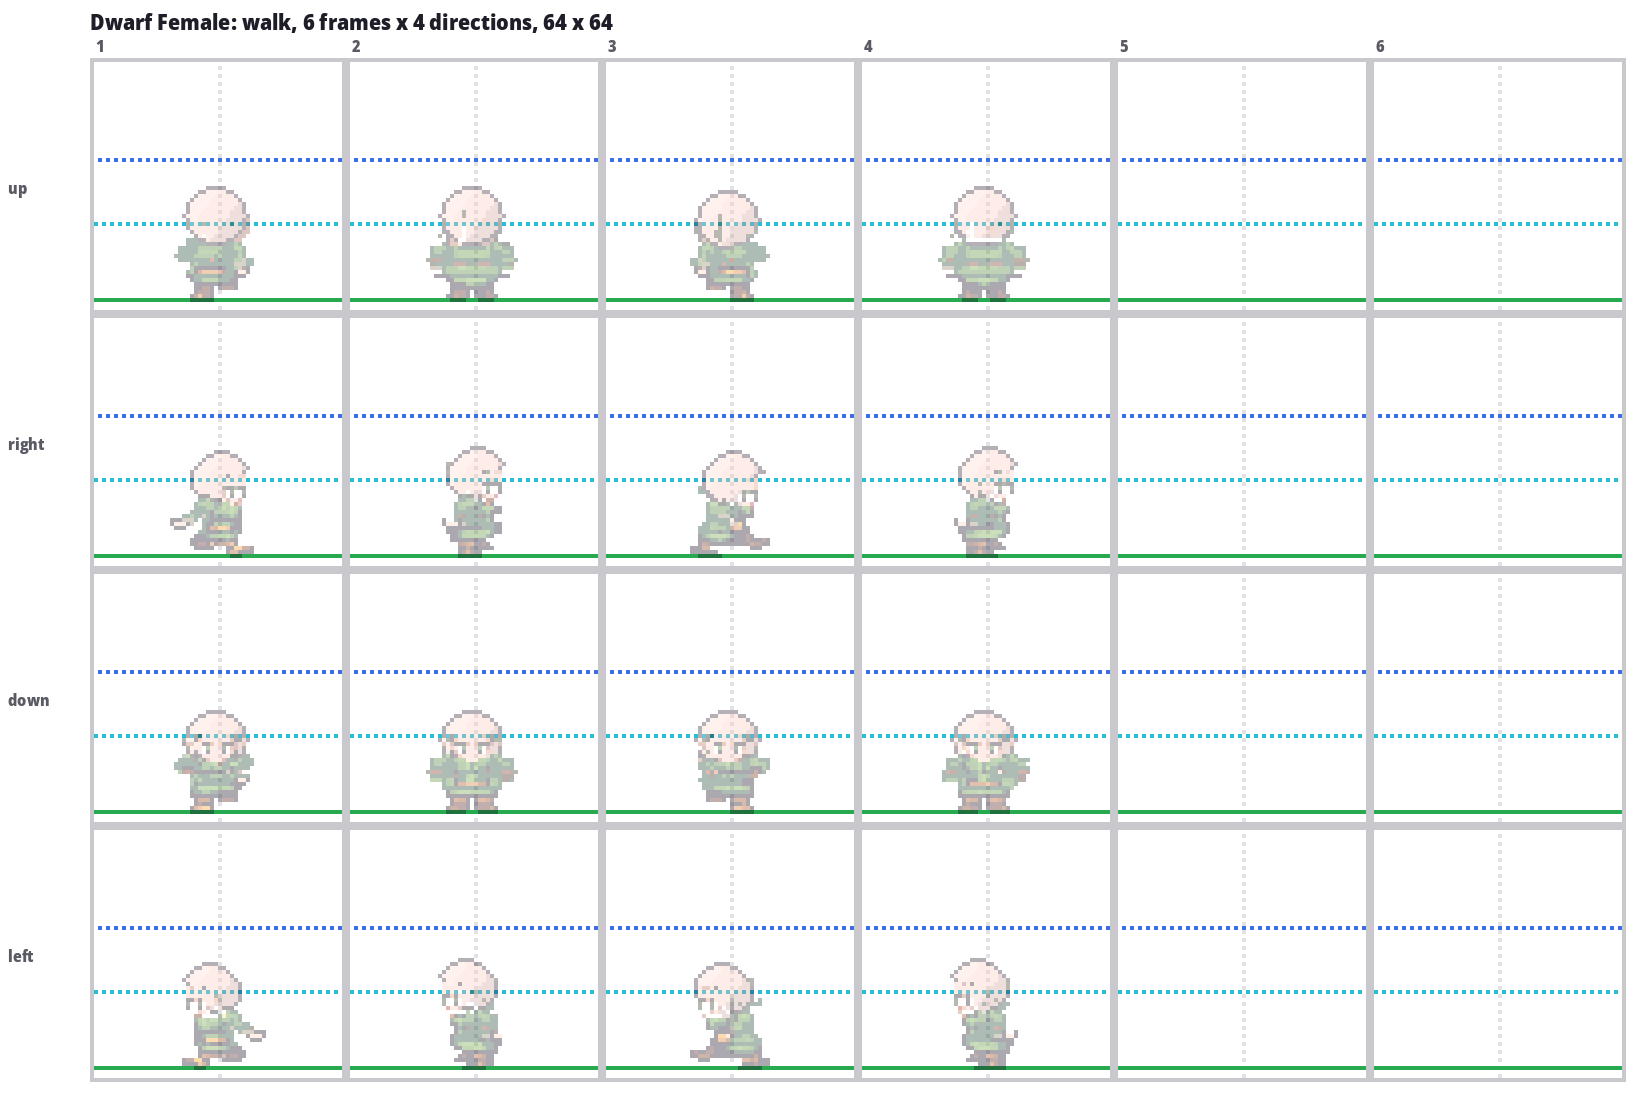 Dwarf Female: walk, 6 frames x 4 directions, 64 x 64
1 2 3 4 5 6
up
right
down
left